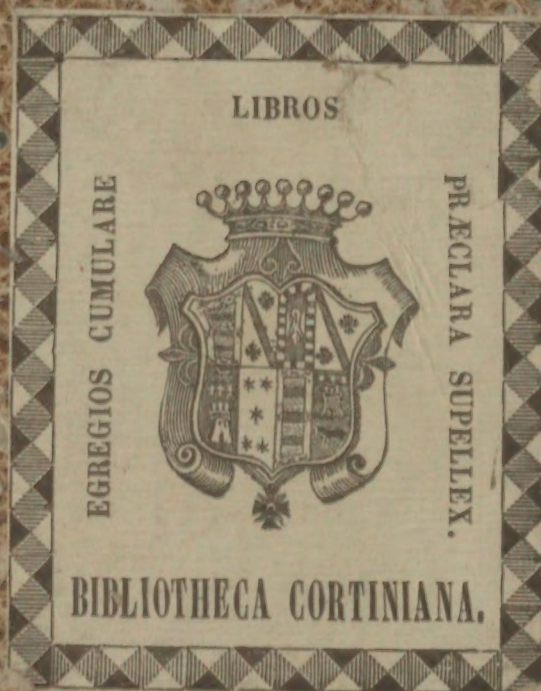 LIBROS
EGREGIOS CUMULARE
PRÆCLARA SUPELLEX.
BIBLIOTHECA CORTINIANA.